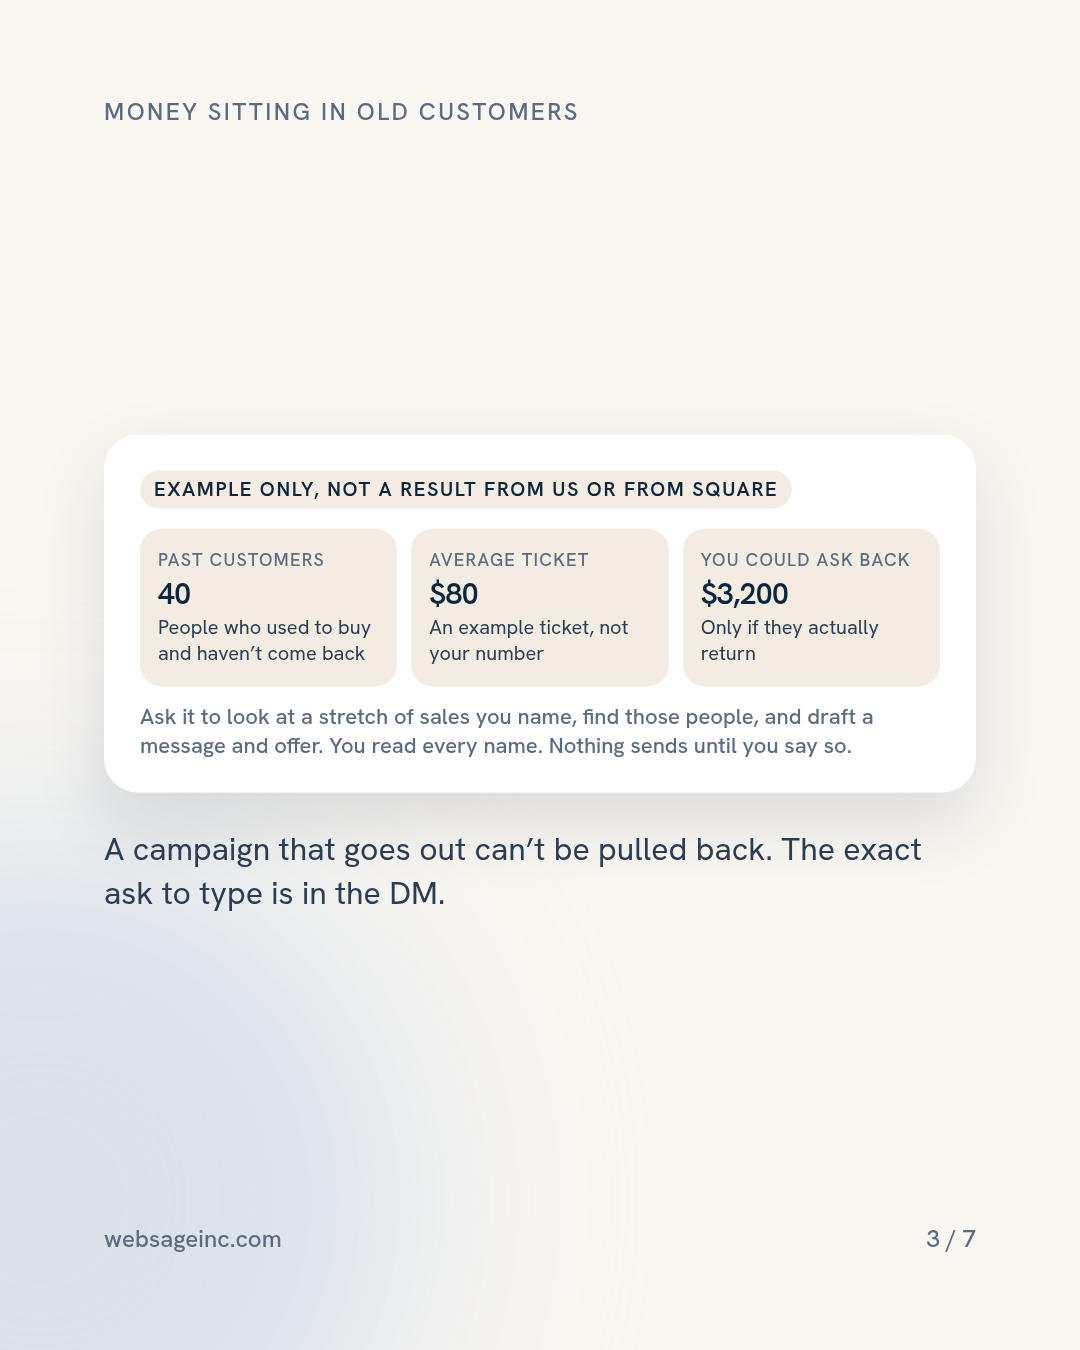 MONEY SITTING IN OLD CUSTOMERS
EXAMPLE ONLY, NOT A RESULT FROM US OR FROM SQUARE
PAST CUSTOMERS
40
People who used to buy
and haven’t come back
AVERAGE TICKET
$80
An example ticket, not
your number
YOU COULD ASK BACK
$3,200
Only if they actually
return
Ask it to look at a stretch of sales you name, find those people, and draft a
message and offer. You read every name. Nothing sends until you say so.
A campaign that goes out can’t be pulled back. The exact
ask to type is in the DM.
websageinc.com
3 / 7